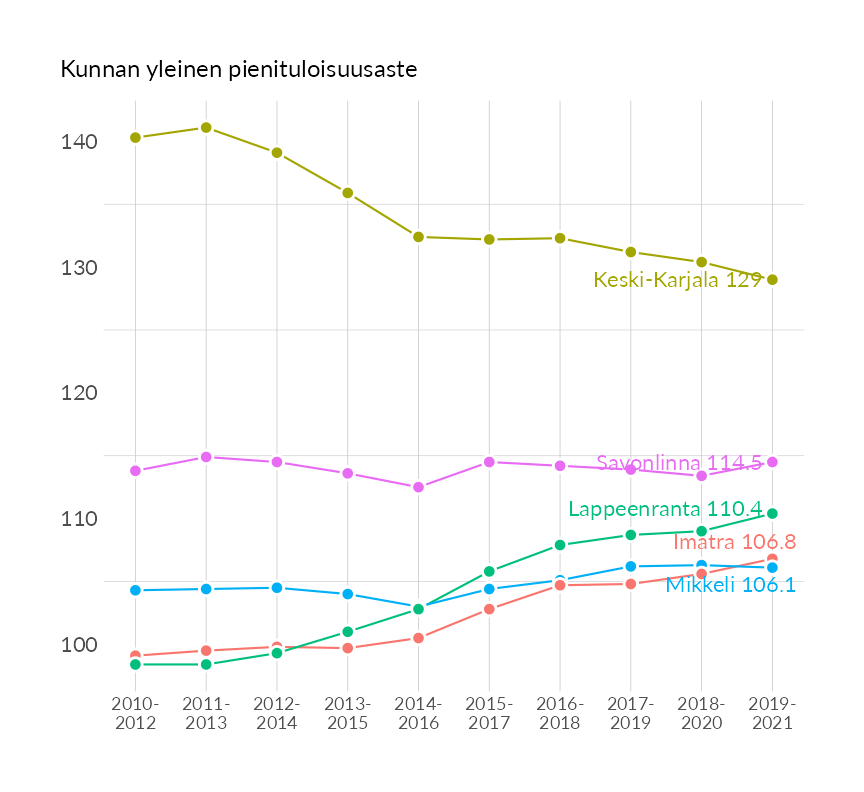 Kunnan yleinen pienituloisuusaste
140
130
Keski-Karjala 129
120
Savonlinna 114.5
Lappeenranta 110.4
110
Imatra 106.8
Mikkeli 106.1
100
2010- 2011- 2012- 2013- 2014- 2015- 2016- 2017- 2018- 2019-
2012 2013 2014 2015 2016 2017 2018 2019 2020 2021